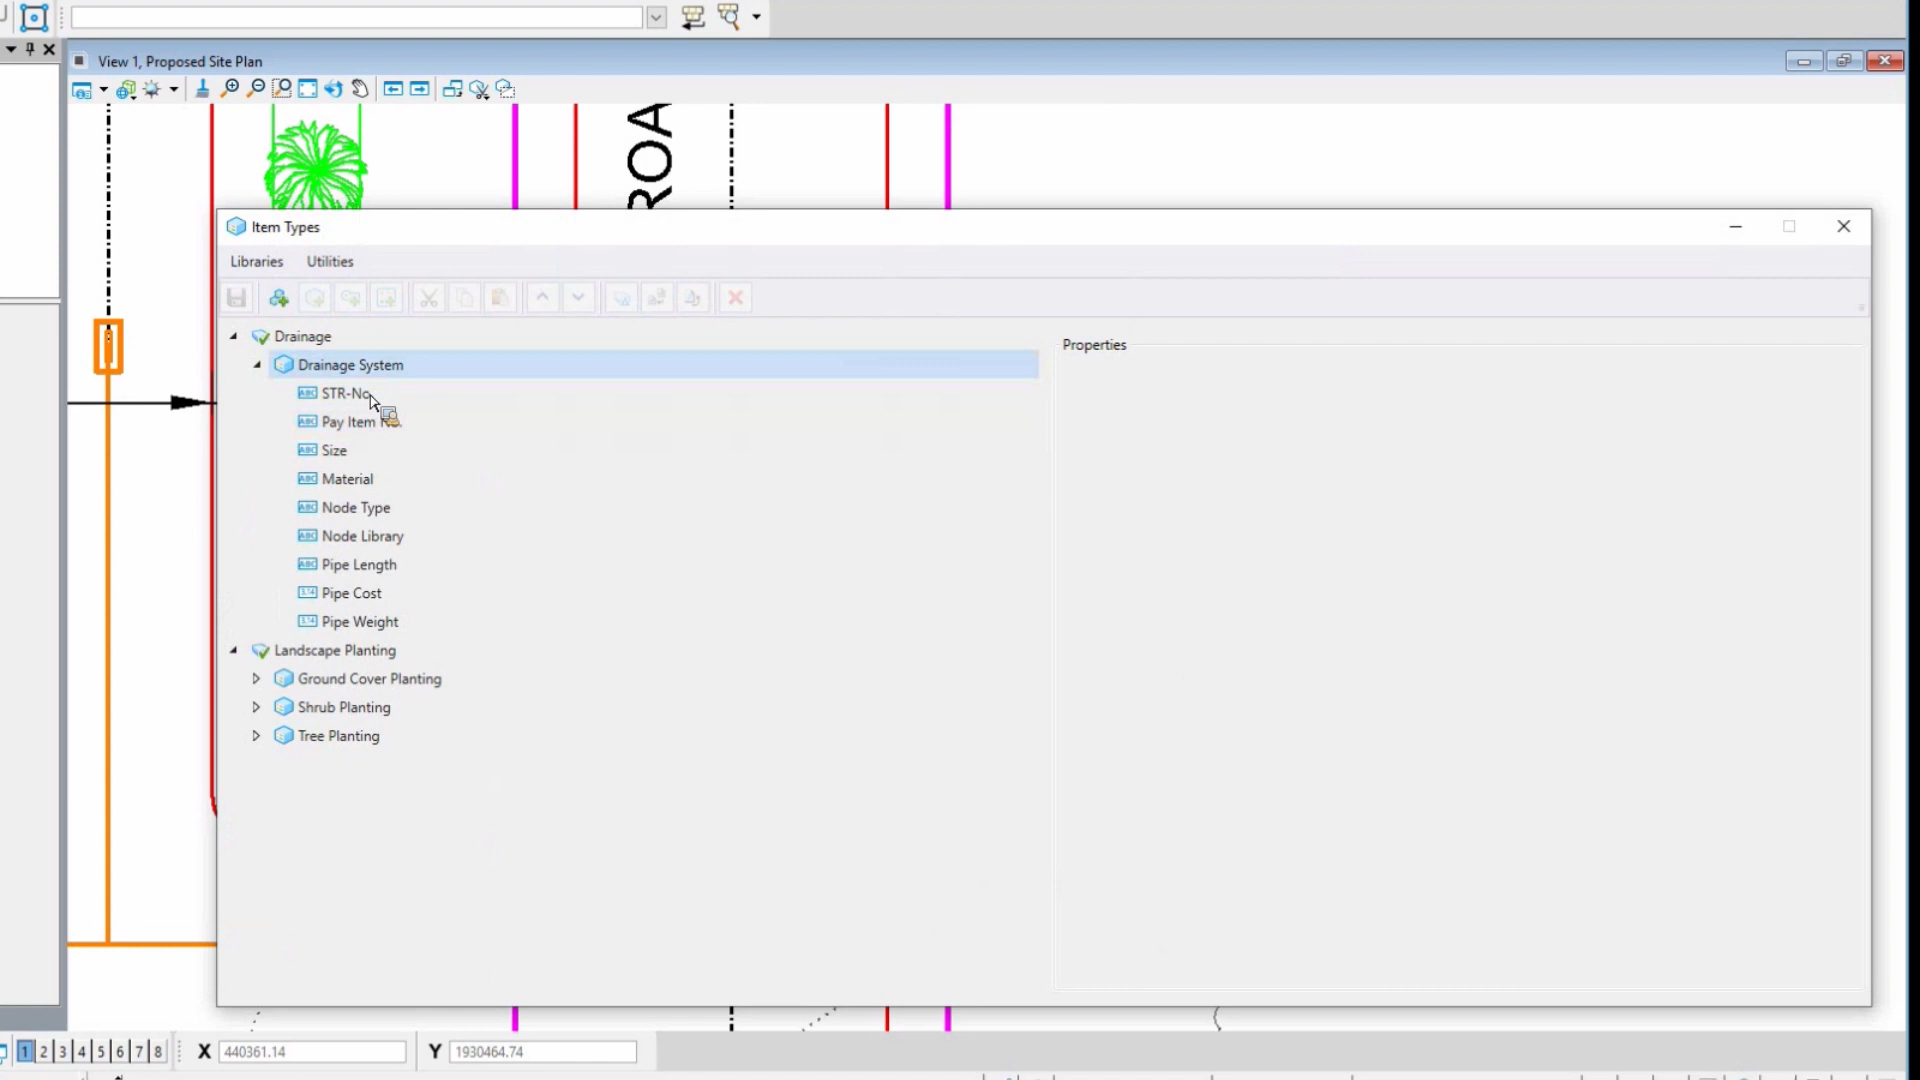 View 1, Proposed Site Plan
ROA
Item Types
Libraries Utilities
Drainage
Properties
Drainage System
STR-No
Pay Item No.
Size
Material
Node Type
Node Library
Pipe Length
Pipe Cost
Pipe Weight
Landscape Planting
Ground Cover Planting
Shrub Planting
Tree Planting
1 2 3 4 5 6 7 8 X 440361.14 Y 1930464.74